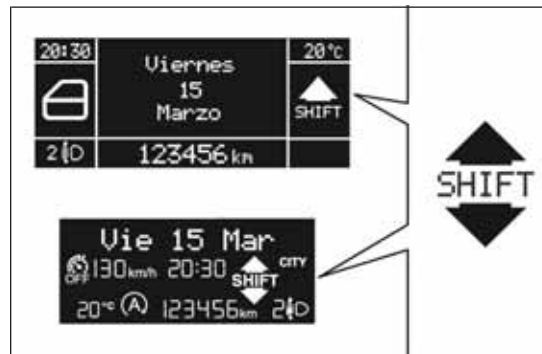 20:30
Viernes
15
Marzo
20°C
SHIFT
2
123456 km
SHIFT
Vie 15 Mar
OFF 130 km/h 20:30 SHIFT CITY
20°C A 123456 km 2